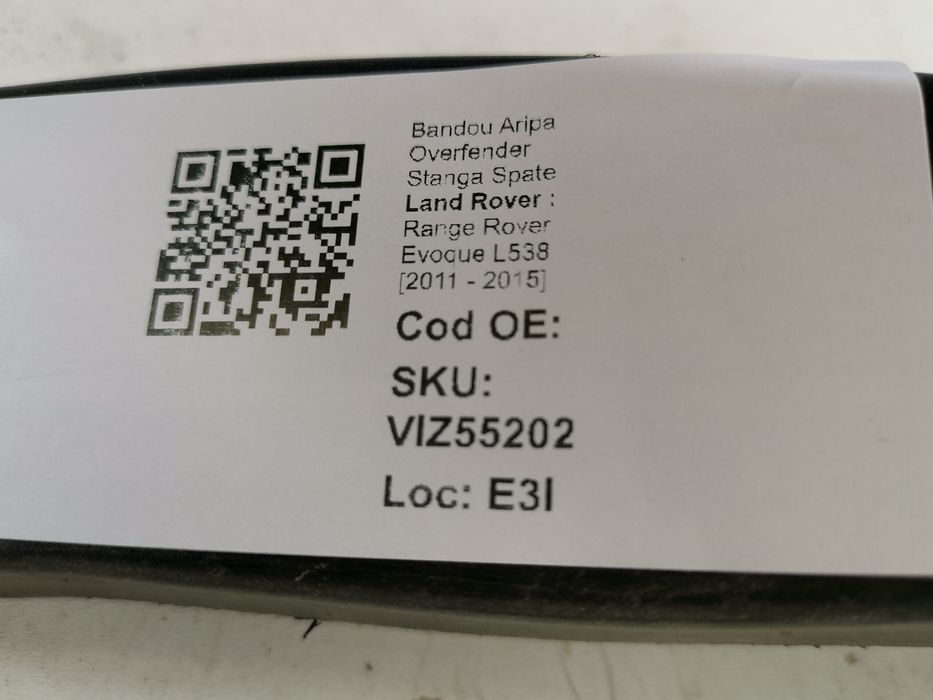 Bandou Aripa
Overfender
Stanga Spate
Land Rover :
Range Rover
Evoque L538
[2011 - 2015]
Cod OE:
SKU:
VIZ55202
Loc: E3I